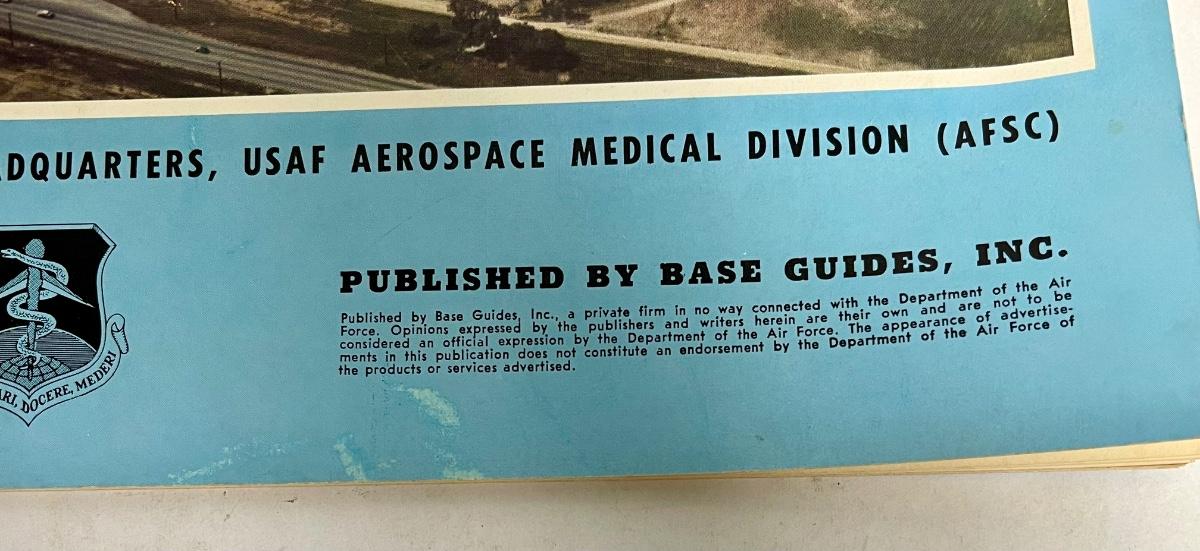 ADQUARTERS, USAF AEROSPACE MEDICAL DIVISION (AFSC)
PUBLISHED BY BASE GUIDES, INC.
Published by Base Guides, Inc., a private firm in no way connected with the Department of the Air
Force. Opinions expressed by the publishers and writers herein are their own and are not to be
considered an official expression by the Department of the Air Force. The appearance of advertise-
ments in this publication does not constitute an endorsement by the Department of the Air Force of
the products or services advertised.
ARI, DOCERE, MEDERI